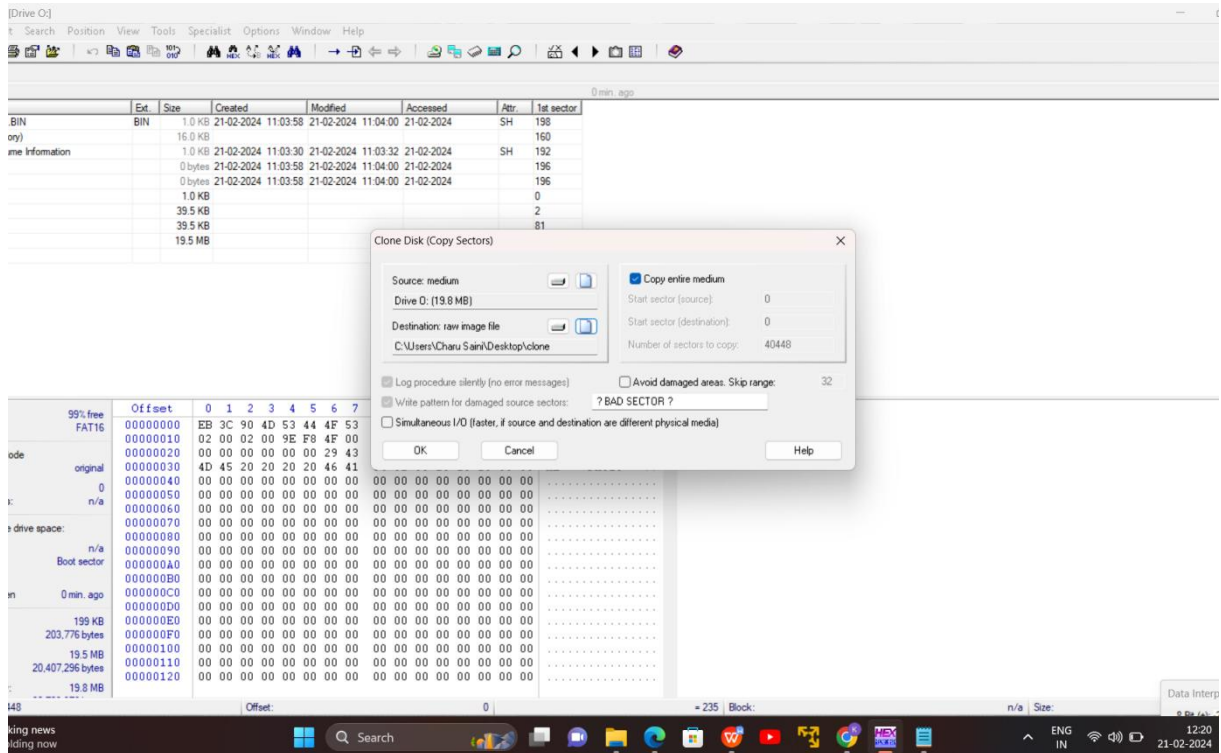 [Drive O:]
t Search Position View Tools Specialist Options Window Help
0 min. ago
Ext. Size Created Modified Accessed Attr. 1st sector
.BIN BIN 1.0 KB 21-02-2024 11:03:58 21-02-2024 11:04:00 21-02-2024 SH 198
ory) 16.0 KB 160
ume Information 1.0 KB 21-02-2024 11:03:30 21-02-2024 11:03:32 21-02-2024 SH 192
0 bytes 21-02-2024 11:03:58 21-02-2024 11:04:00 21-02-2024 196
0 bytes 21-02-2024 11:03:58 21-02-2024 11:04:00 21-02-2024 196
1.0 KB 0
39.5 KB 2
39.5 KB 81
19.5 MB
Clone Disk (Copy Sectors)
Source: medium
Drive O: (19.8 MB)
Destination: raw image file
C:\Users\Charu Saini\Desktop\clone
Copy entire medium
Start sector (source): 0
Start sector (destination): 0
Number of sectors to copy: 40448
Log procedure silently (no error messages)
Avoid damaged areas. Skip range: 32
Write pattern for damaged source sectors: ? BAD SECTOR ?
Simultaneous I/O (faster, if source and destination are different physical media)
OK Cancel Help
99% free
FAT16
ode
original
0
s: n/a
e drive space:
n/a
Boot sector
en 0 min. ago
199 KB
203,776 bytes
19.5 MB
20,407,296 bytes
19.8 MB
Offset 0 1 2 3 4 5 6 7
00000000 EB 3C 90 4D 53 44 4F 53
00000010 02 00 02 00 9E F8 4F 00
00000020 00 00 00 00 00 00 29 43
00000030 4D 45 20 20 20 20 46 41
00000040 00 00 00 00 00 00 00 00 00 00 00 00 00 00 00 00
00000050 00 00 00 00 00 00 00 00 00 00 00 00 00 00 00 00
00000060 00 00 00 00 00 00 00 00 00 00 00 00 00 00 00 00
00000070 00 00 00 00 00 00 00 00 00 00 00 00 00 00 00 00
00000080 00 00 00 00 00 00 00 00 00 00 00 00 00 00 00 00
00000090 00 00 00 00 00 00 00 00 00 00 00 00 00 00 00 00
000000A0 00 00 00 00 00 00 00 00 00 00 00 00 00 00 00 00
000000B0 00 00 00 00 00 00 00 00 00 00 00 00 00 00 00 00
000000C0 00 00 00 00 00 00 00 00 00 00 00 00 00 00 00 00
000000D0 00 00 00 00 00 00 00 00 00 00 00 00 00 00 00 00
000000E0 00 00 00 00 00 00 00 00 00 00 00 00 00 00 00 00
000000F0 00 00 00 00 00 00 00 00 00 00 00 00 00 00 00 00
00000100 00 00 00 00 00 00 00 00 00 00 00 00 00 00 00 00
00000110 00 00 00 00 00 00 00 00 00 00 00 00 00 00 00 00
00000120 00 00 00 00 00 00 00 00 00 00 00 00 00 00 00 00
Data Interp
448 Offset: 0 = 235 Block: n/a Size:
king news
olding now
Search
HEX
ENG
IN
12:20
21-02-2024